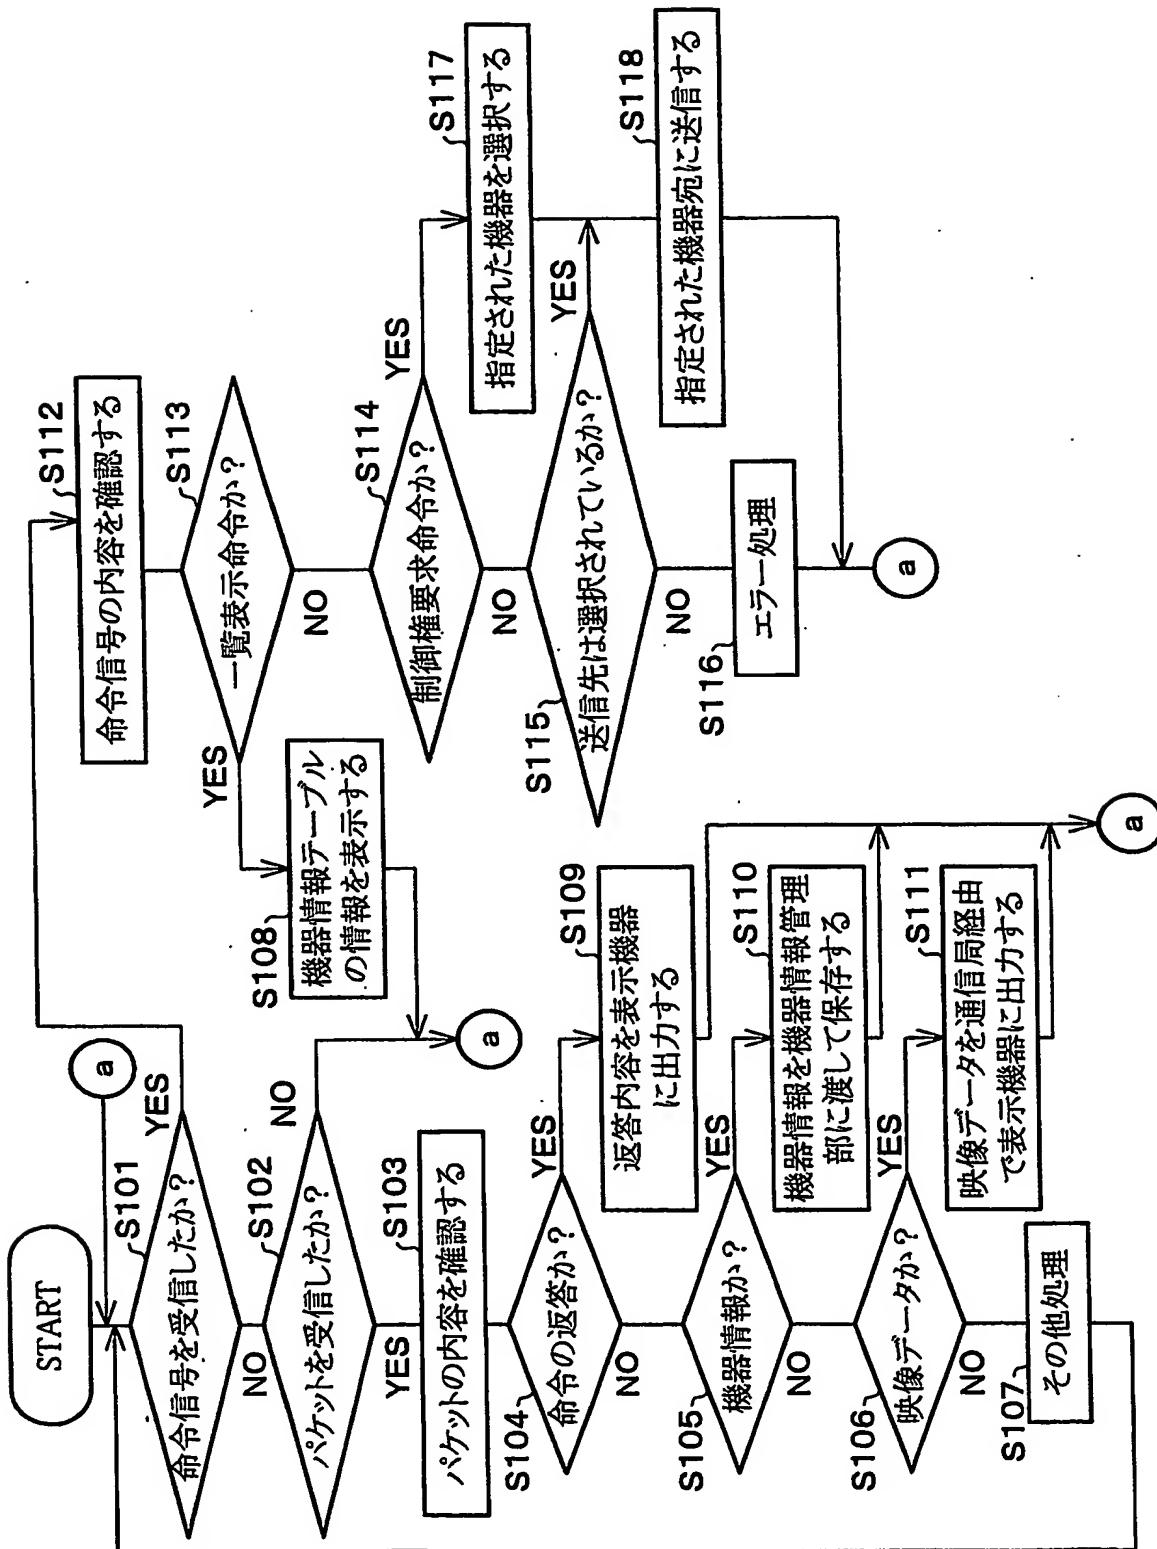 START
a
S101
命令信号を受信したか？
YES
NO
S102
パケットを受信したか？
NO
YES
a
S103
パケットの内容を確認する
S104
命令の返答か？
YES
NO
S109
返答内容を表示機器
に出力する
S105
機器情報か？
YES
NO
S110
機器情報を機器情報管理
部に渡して保存する
S106
映像データか？
YES
NO
S111
映像データを通信局経由
で表示機器に出力する
S107
その他処理
a
S112
命令信号の内容を確認する
S113
一覧表示命令か？
YES
NO
S108
機器情報テーブル
の情報を表示する
S114
制御権要求命令か？
YES
NO
S117
指定された機器を選択する
S115
送信先は選択されているか？
YES
NO
S118
指定された機器宛に送信する
S116
エラー処理
a